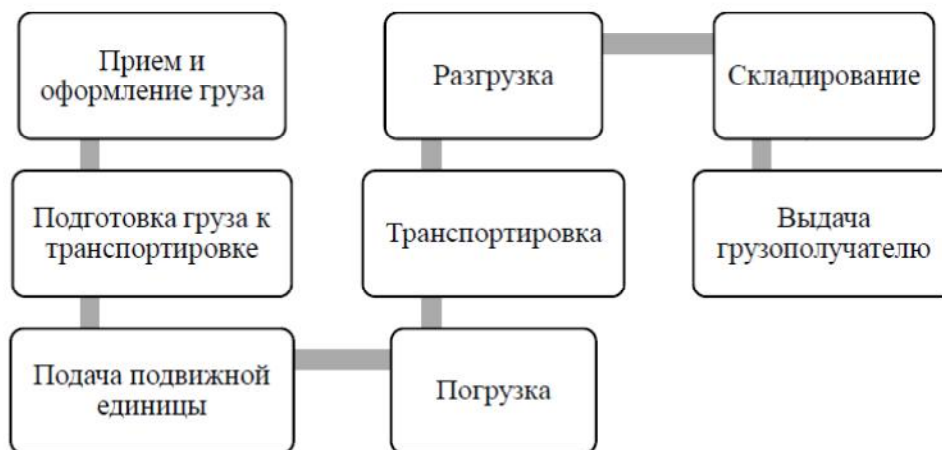 Прием и
оформление груза
Подготовка груза к
транспортировке
Подача подвижной
единицы
Погрузка
Транспортировка
Разгрузка
Складирование
Выдача
грузополучателю